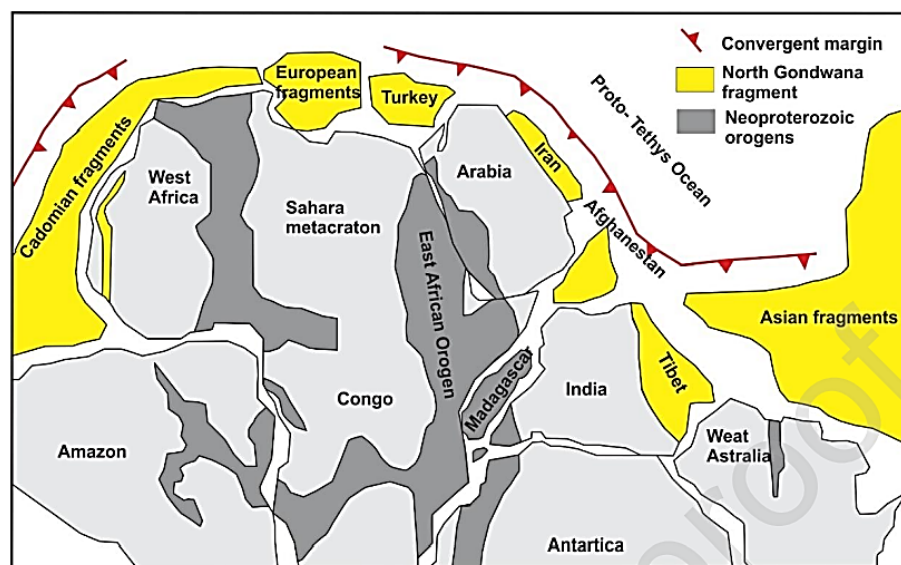 Convergent margin
North Gondwana
fragment
Neoproterozoic
orogens
European
fragments
Turkey
Proto- Tethys Ocean
Cadomian fragments
West
Africa
Arabia
Iran
Sahara
metacraton
Afghanestan
East African Orogen
Asian fragments
Madagascar
Tibet
Congo
India
Amazon
Weat
Astralia
Antartica
proof